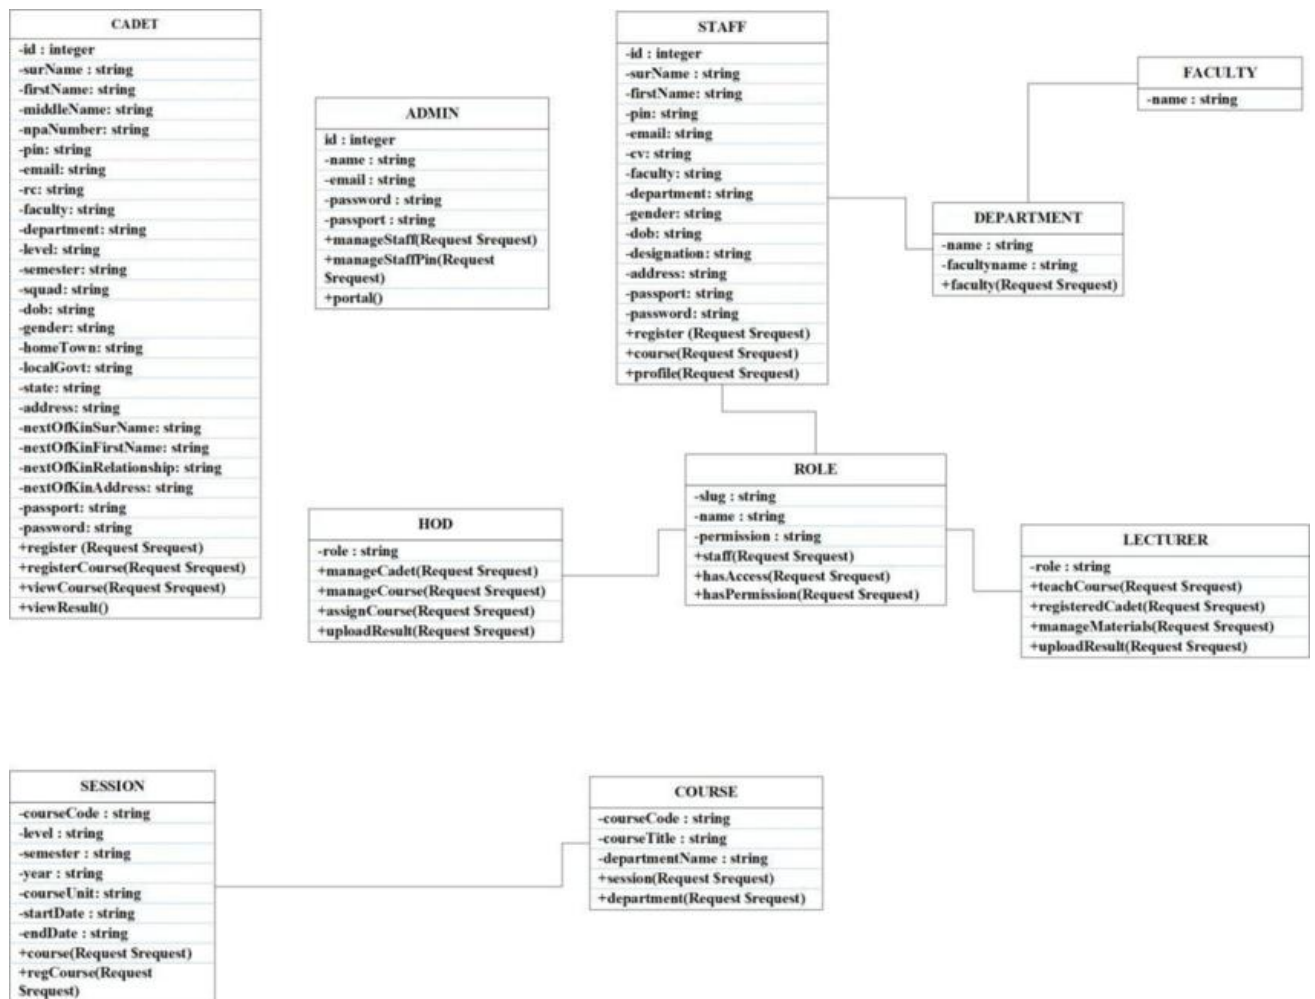 CADET
-id : integer
-surName : string
-firstName: string
-middleName: string
-npaNumber: string
-pin: string
-email: string
-rc: string
-faculty: string
-department: string
-level: string
-semester: string
-squad: string
-dob: string
-gender: string
-homeTown: string
-localGovt: string
-state: string
-address: string
-nextOfKinSurName: string
-nextOfKinFirstName: string
-nextOfKinRelationship: string
-nextOfKinAddress: string
-passport: string
-password: string
+register (Request $request)
+registerCourse(Request $request)
+viewCourse(Request $request)
+viewResult()
ADMIN
id : integer
-name : string
-email : string
-password : string
-passport : string
+manageStaff(Request $request)
+manageStaffPin(Request
$request)
+portal()
STAFF
-id : integer
-surName : string
-firstName: string
-pin: string
-email: string
-cv: string
-faculty: string
-department: string
-gender: string
-dob: string
-designation: string
-address: string
-passport: string
-password: string
+register (Request $request)
+course(Request $request)
+profile(Request $request)
FACULTY
-name : string
DEPARTMENT
-name : string
-facultyname : string
+faculty(Request $request)
ROLE
-slug : string
-name : string
-permission : string
+staff(Request $request)
+hasAccess(Request $request)
+hasPermission(Request $request)
HOD
-role : string
+manageCadet(Request $request)
+manageCourse(Request $request)
+assignCourse(Request $request)
+uploadResult(Request $request)
LECTURER
-role : string
+teachCourse(Request $request)
+registeredCadet(Request $request)
+manageMaterials(Request $request)
+uploadResult(Request $request)
SESSION
-courseCode : string
-level : string
-semester : string
-year : string
-courseUnit: string
-startDate : string
-endDate : string
+course(Request $request)
+regCourse(Request
$request)
COURSE
-courseCode : string
-courseTitle : string
-departmentName : string
+session(Request $request)
+department(Request $request)